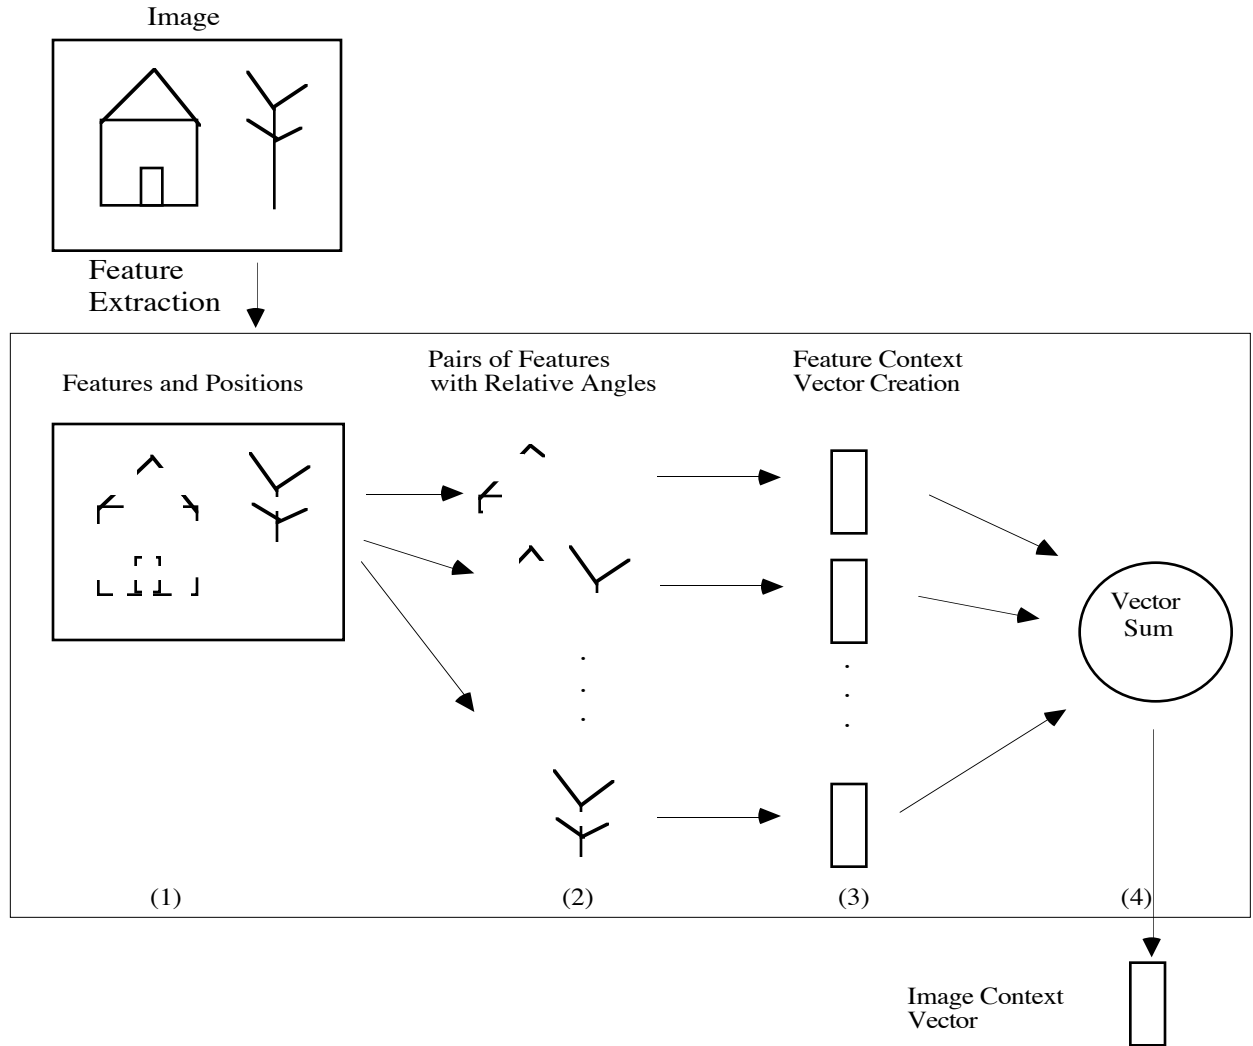 Image
Feature
Extraction
Features and Positions
Pairs of Features
with Relative Angles
Feature Context
Vector Creation
Vector
Sum
(1)
(2)
(3)
(4)
Image Context
Vector